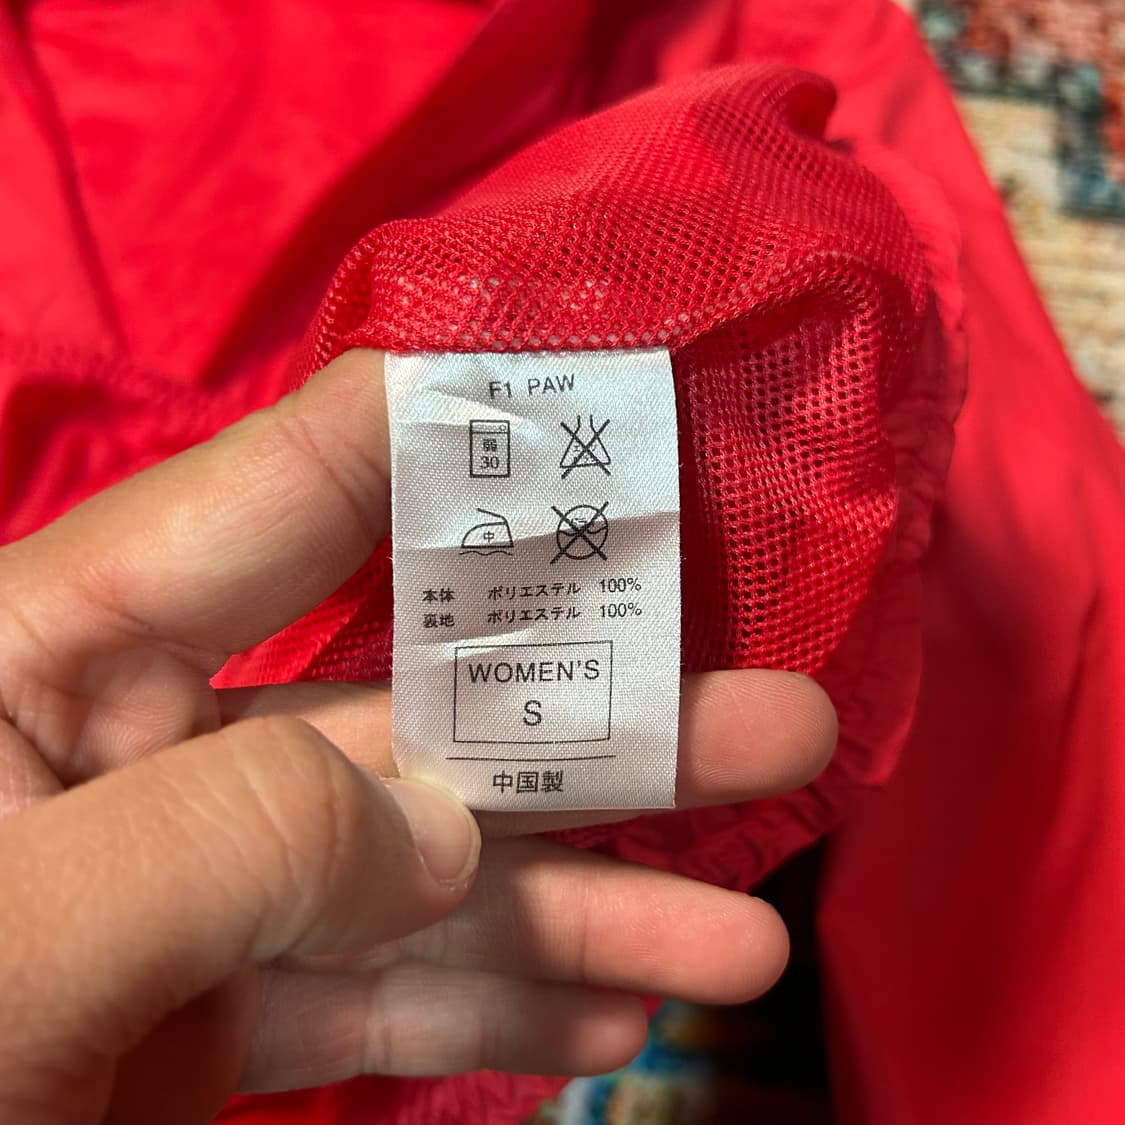 F1 PAW
弱
30
中
本体 ポリエステル 100%
裏地 ポリエステル 100%
WOMEN'S
S
中国製